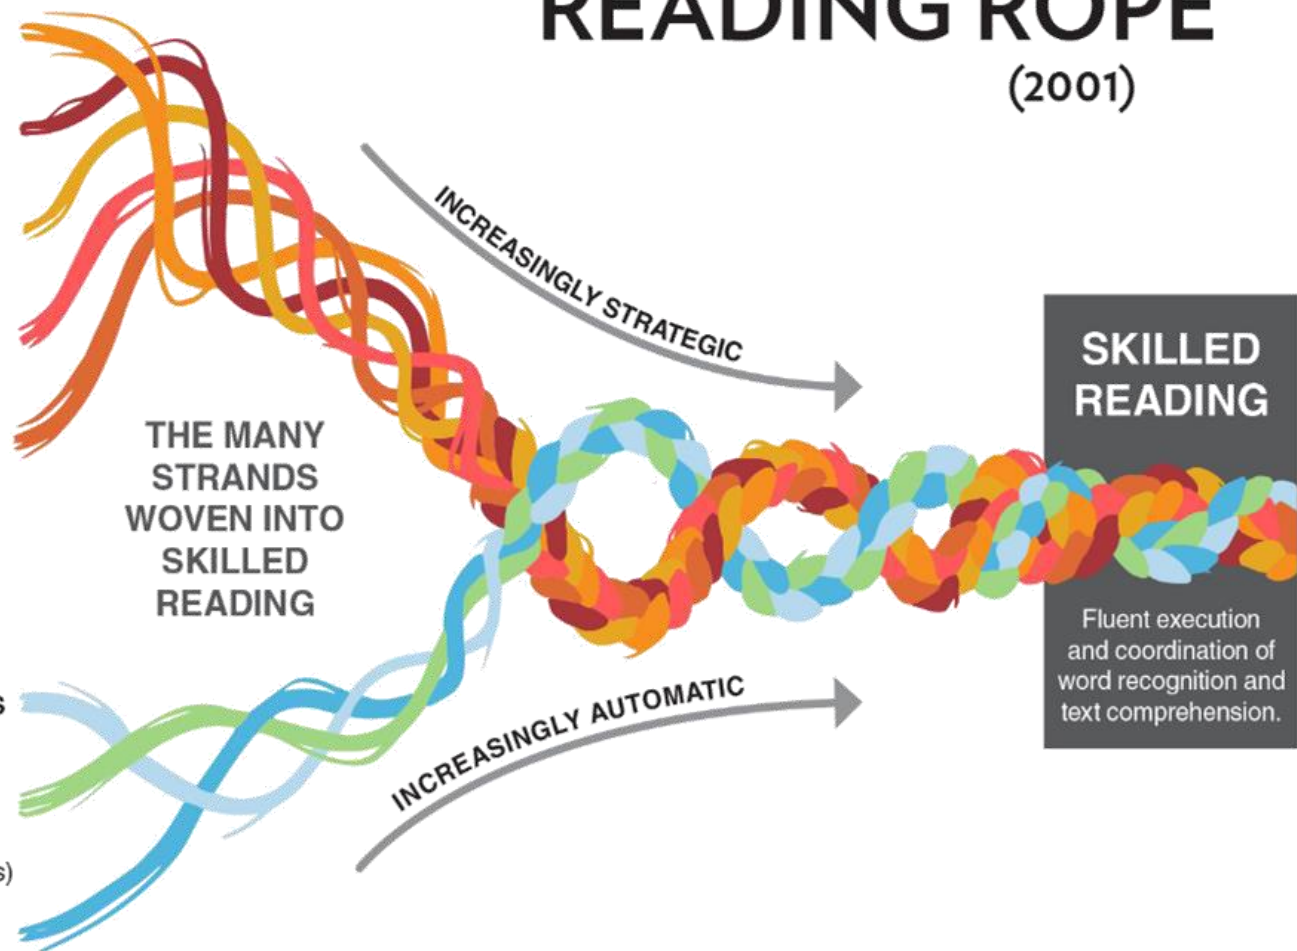 READING ROPE
(2001)
INCREASINGLY STRATEGIC
SKILLED
READING
THE MANY
STRANDS
WOVEN INTO
SKILLED
READING
Fluent execution
and coordination of
word recognition and
text comprehension.
INCREASINGLY AUTOMATIC
s
s)